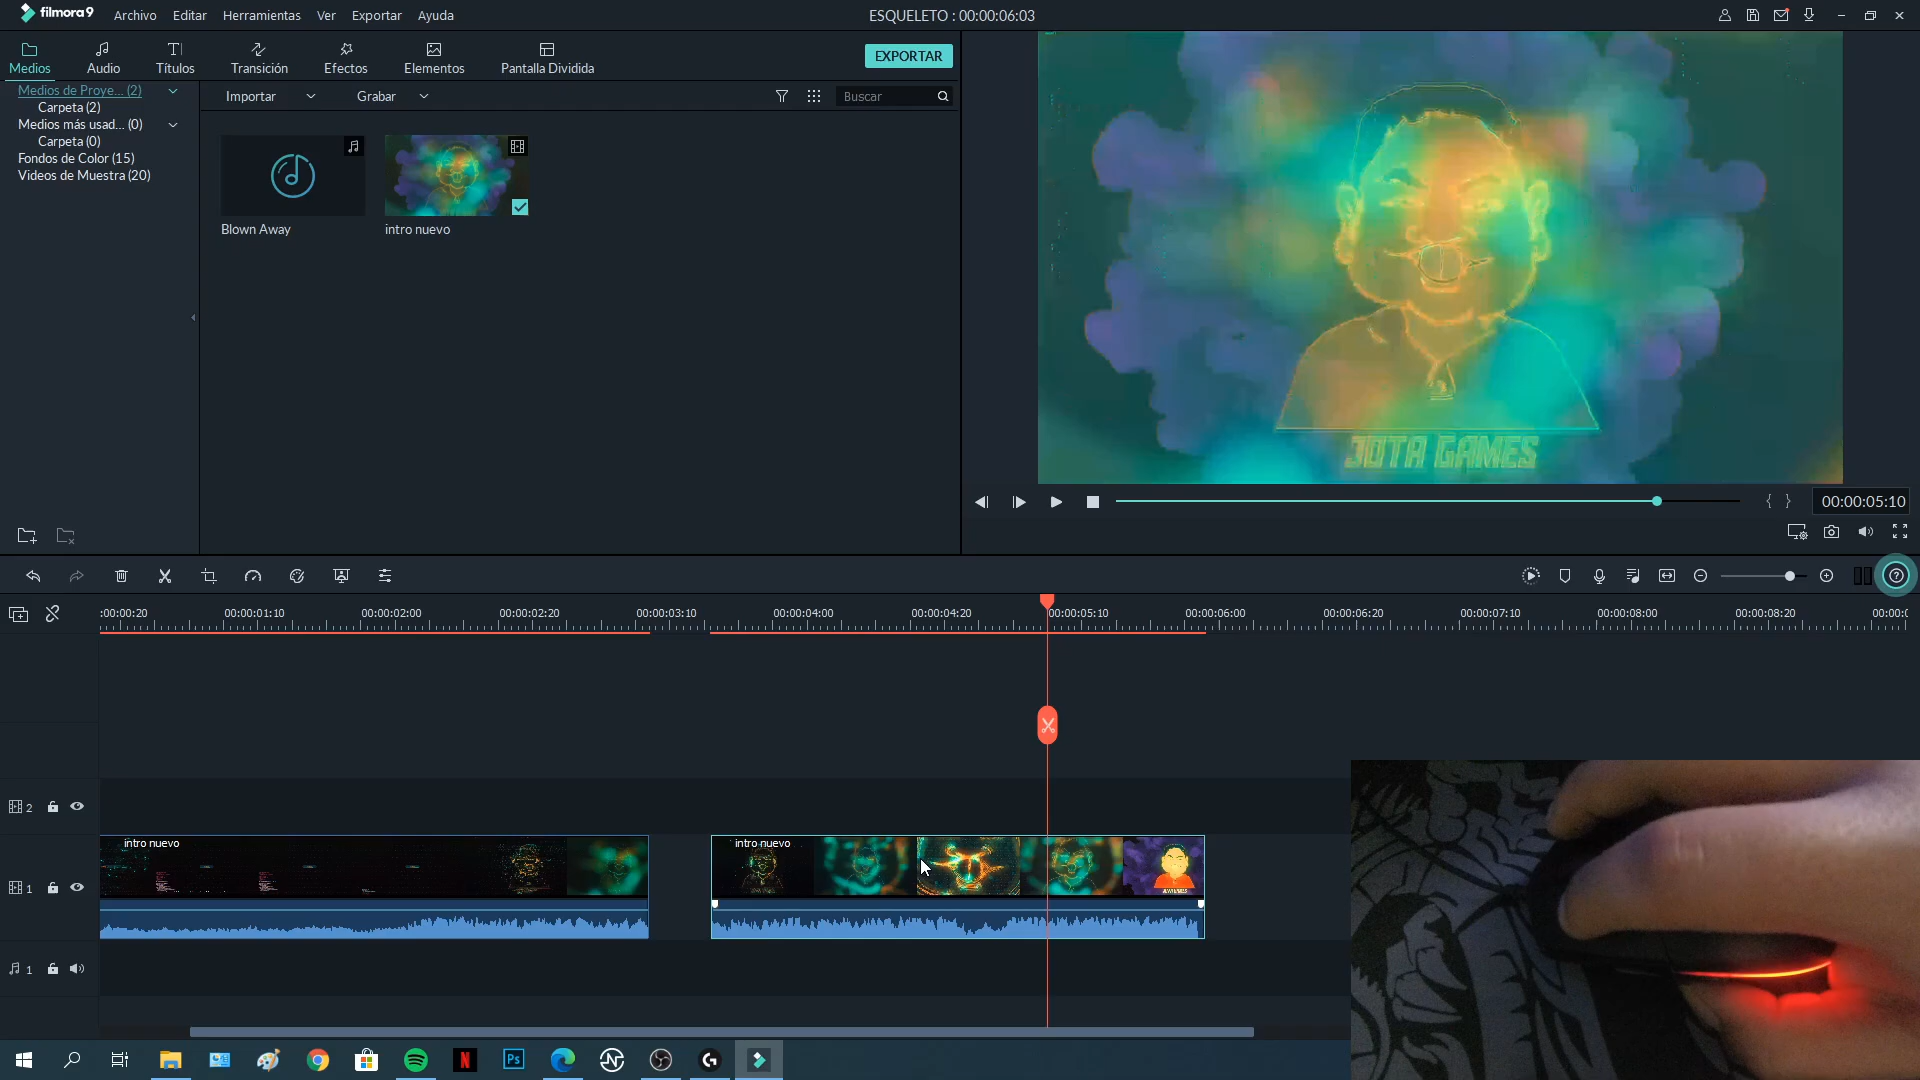 filmora9 Archivo Editar Herramientas Ver Exportar Ayuda ESQUELETO : 00:00:06:03
Medios Audio Títulos Transición Efectos Elementos Pantalla Dividida EXPORTAR
Medios de Proye... (2)
Carpeta (2)
Medios más usad... (0)
Carpeta (0)
Fondos de Color (15)
Videos de Muestra (20)
Importar Grabar Buscar
Blown Away intro nuevo
JOTA GAMES
00:00:05:10
:00:00:20 00:00:01:10 00:00:02:00 00:00:02:20 00:00:03:10 00:00:04:00 00:00:04:20 00:00:05:10 00:00:06:00 00:00:06:20 00:00:07:10 00:00:08:00 00:00:08:20 00:00:0
2
intro nuevo intro nuevo
1
1
N Ps